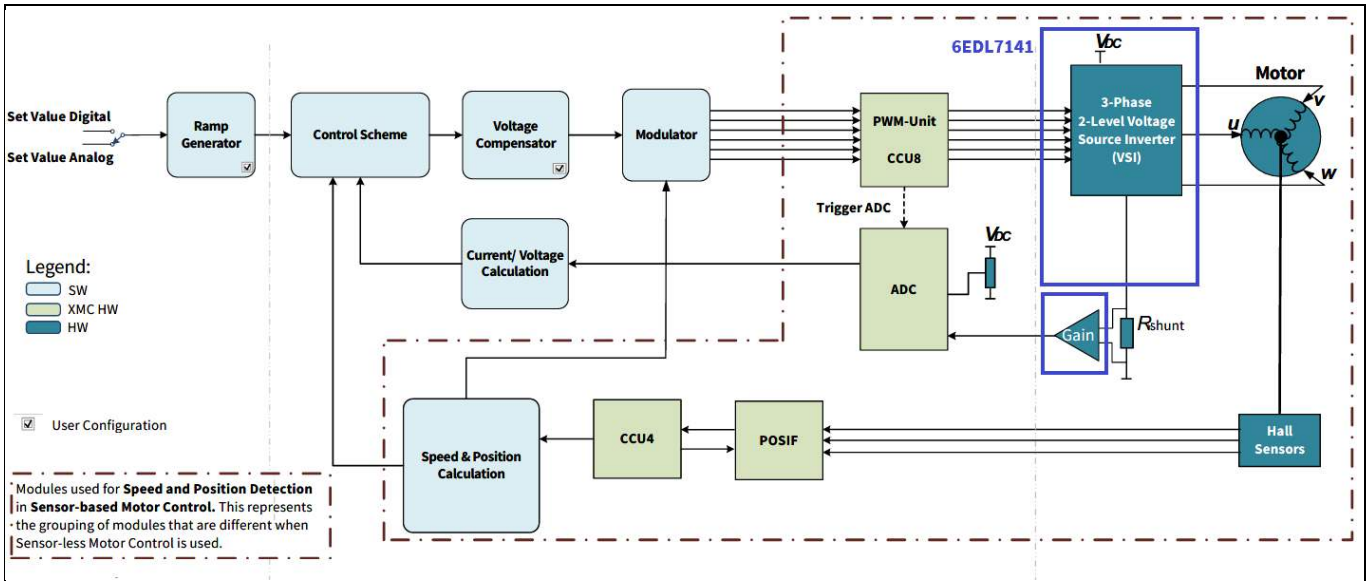 6EDL7141
VDC
Motor
Set Value Digital
Set Value Analog
Ramp
Generator
Control Scheme
Voltage
Compensator
Modulator
PWM-Unit
CCU8
3-Phase
2-Level Voltage
Source Inverter
(VSI)
u
v
w
Trigger ADC
Current/ Voltage
Calculation
ADC
VDC
Gain
Rshunt
Legend:
SW
XMC HW
HW
User Configuration
Speed & Position
Calculation
CCU4
POSIF
Hall
Sensors
Modules used for Speed and Position Detection
in Sensor-based Motor Control. This represents
the grouping of modules that are different when
Sensor-less Motor Control is used.